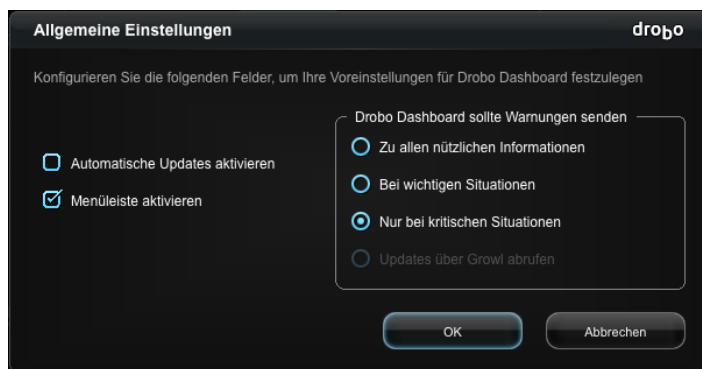 Allgemeine Einstellungen
drobo
Konfigurieren Sie die folgenden Felder, um Ihre Voreinstellungen für Drobo Dashboard festzulegen
Automatische Updates aktivieren
Menüleiste aktivieren
Drobo Dashboard sollte Warnungen senden
Zu allen nützlichen Informationen
Bei wichtigen Situationen
Nur bei kritischen Situationen
Updates über Growl abrufen
OK
Abbrechen